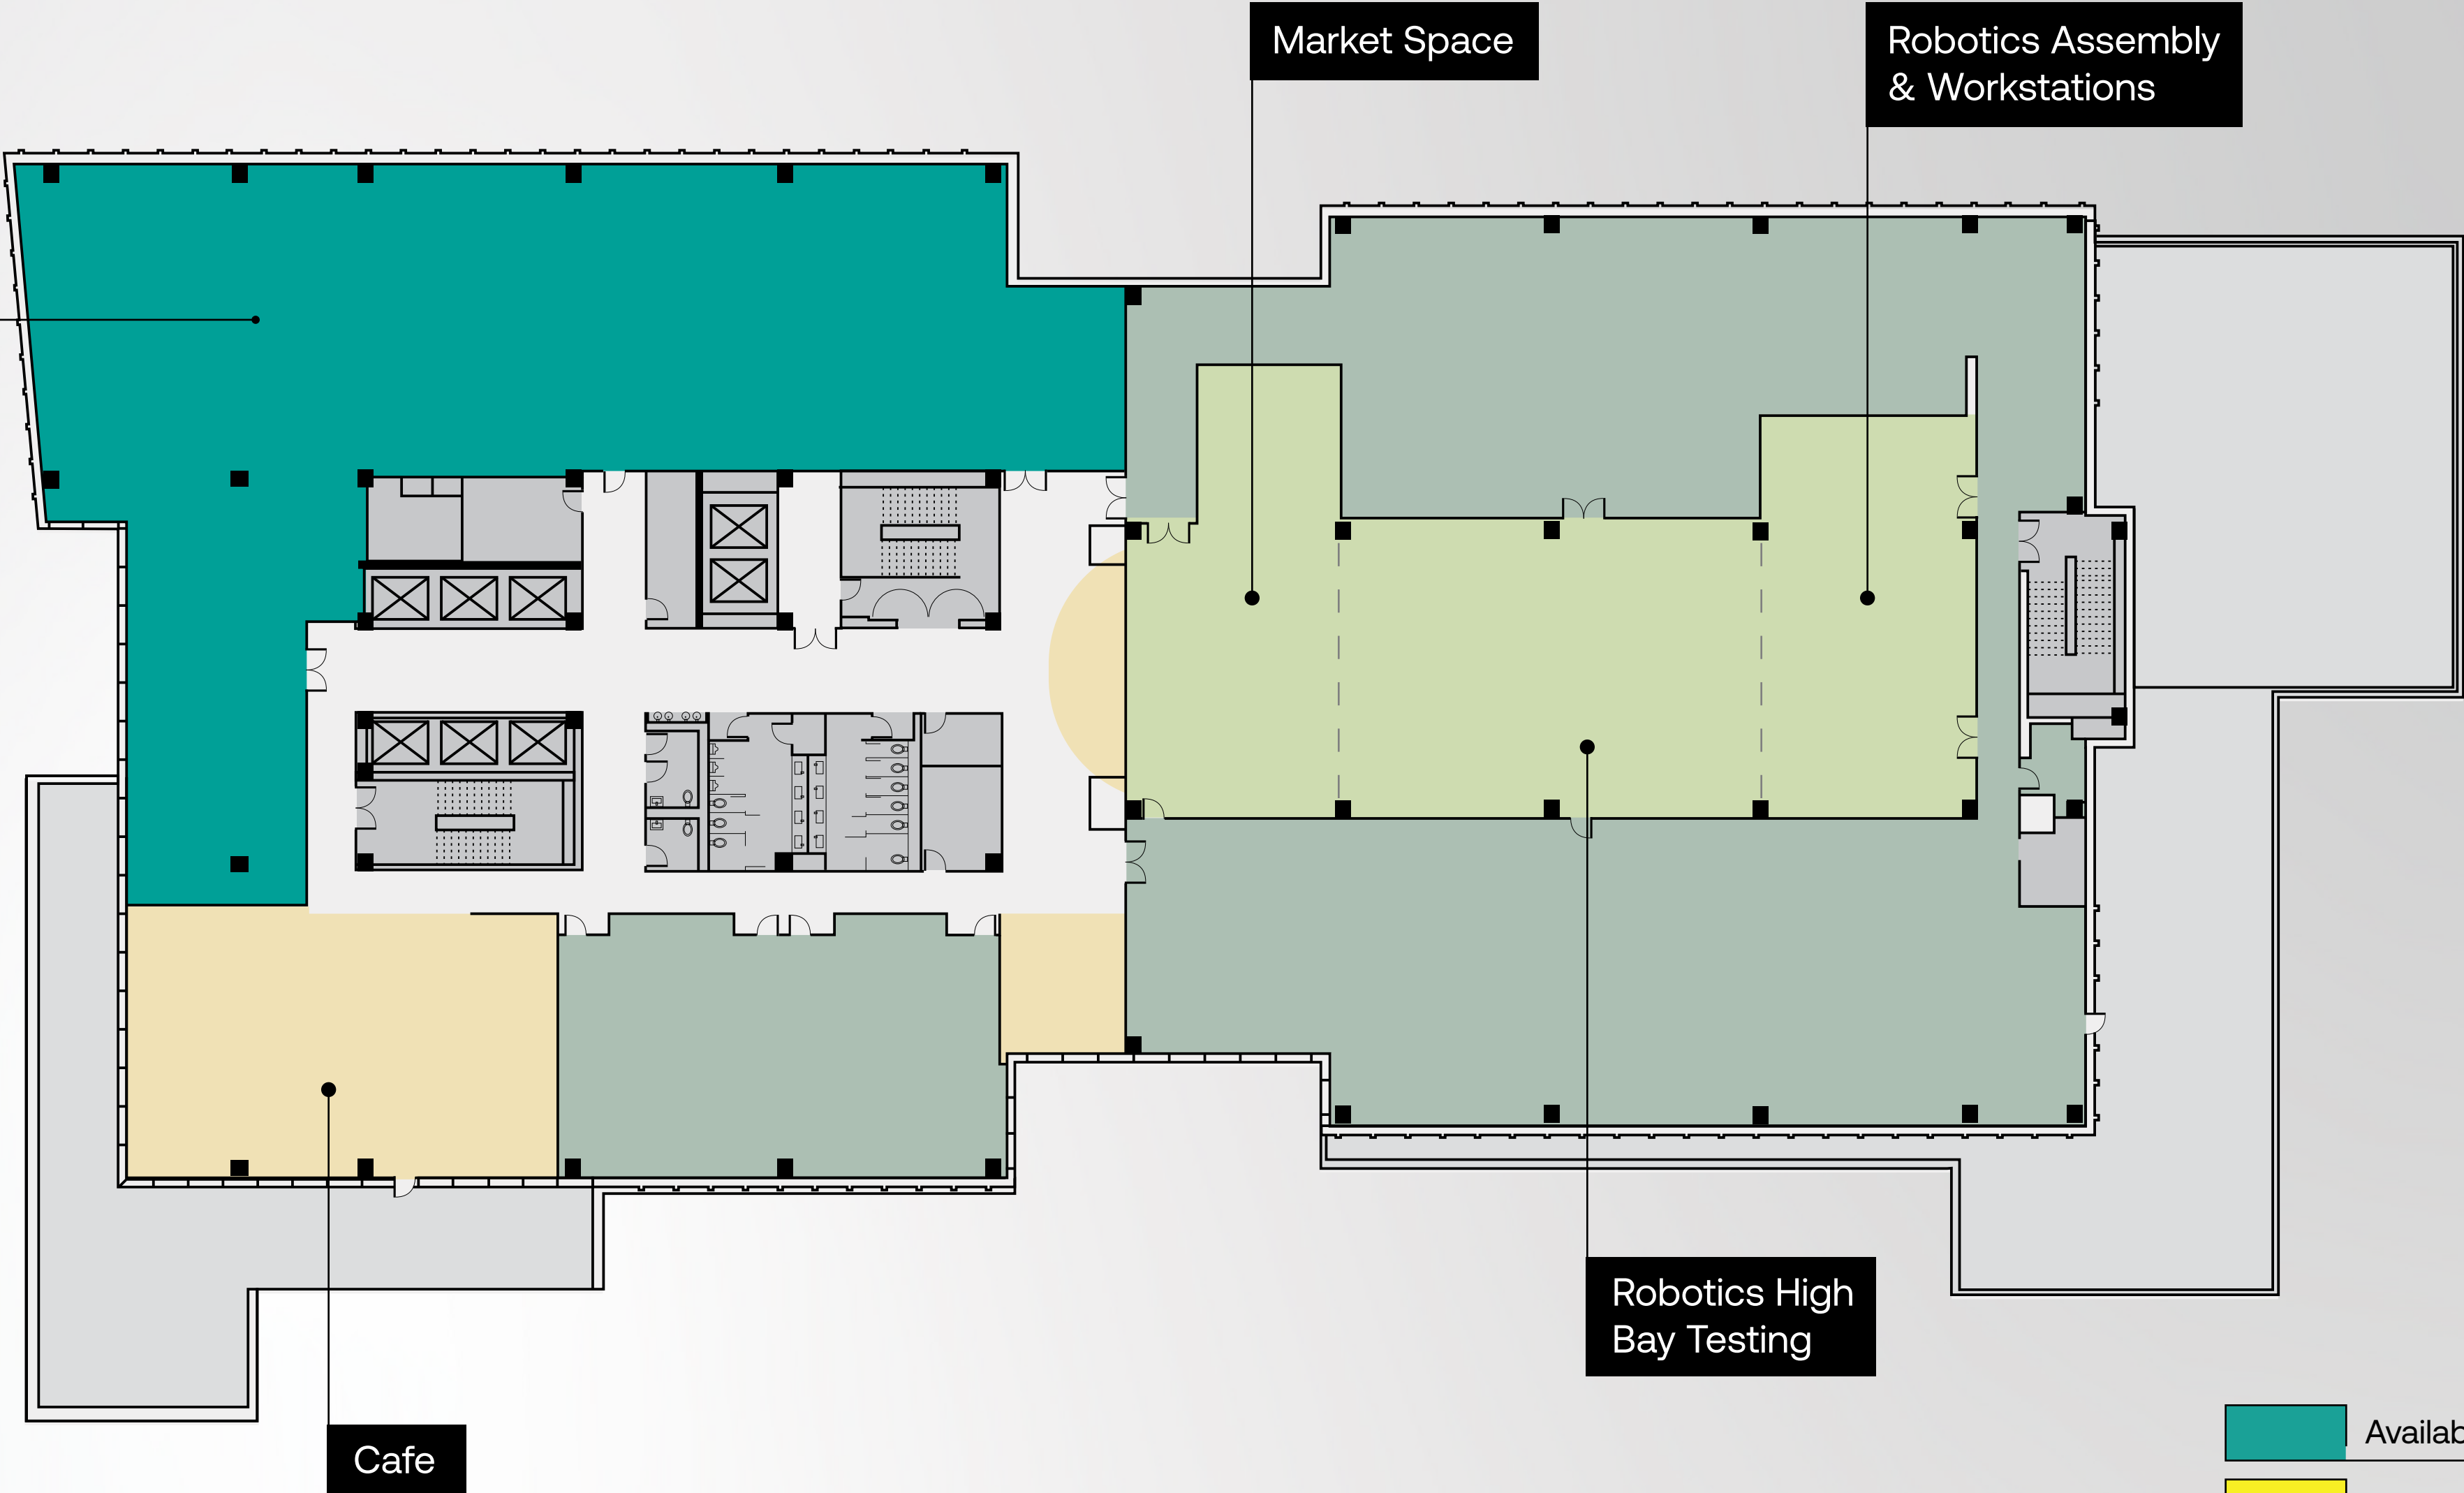 Market Space
Robotics Assembly
& Workstations
Robotics High
Bay Testing
Cafe